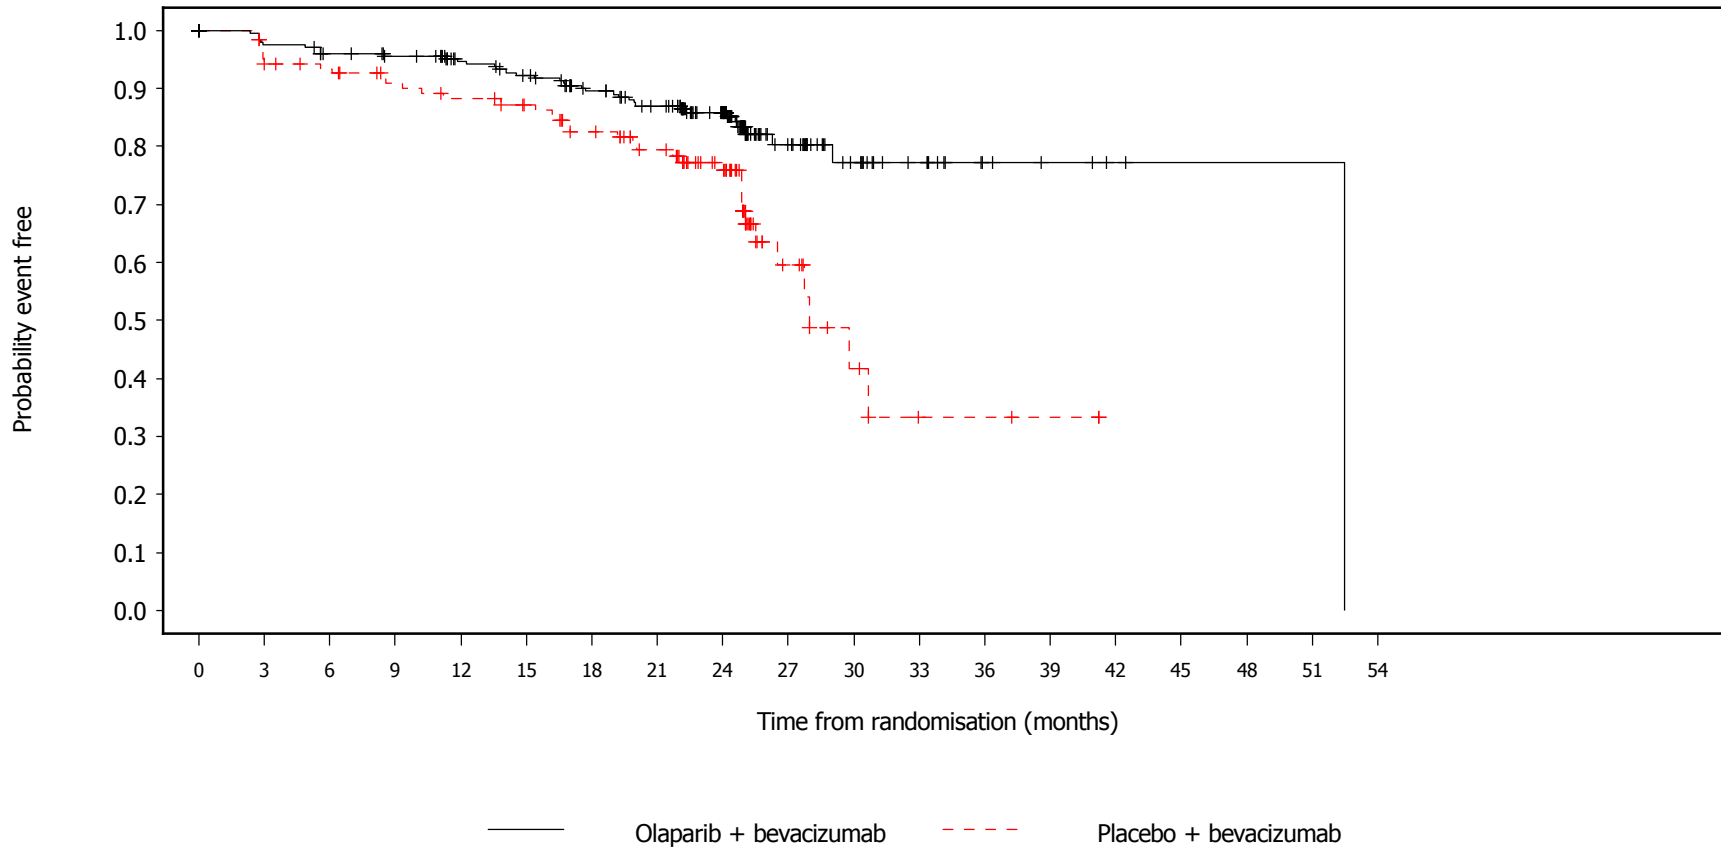 1.0
0.9
0.8
0.7
0.6
0.5
0.4
0.3
0.2
0.1
0.0
Probability event free
0 3 6 9 12 15 18 21 24 27 30 33 36 39 42 45 48 51 54
Time from randomisation (months)
Olaparib + bevacizumab Placebo + bevacizumab